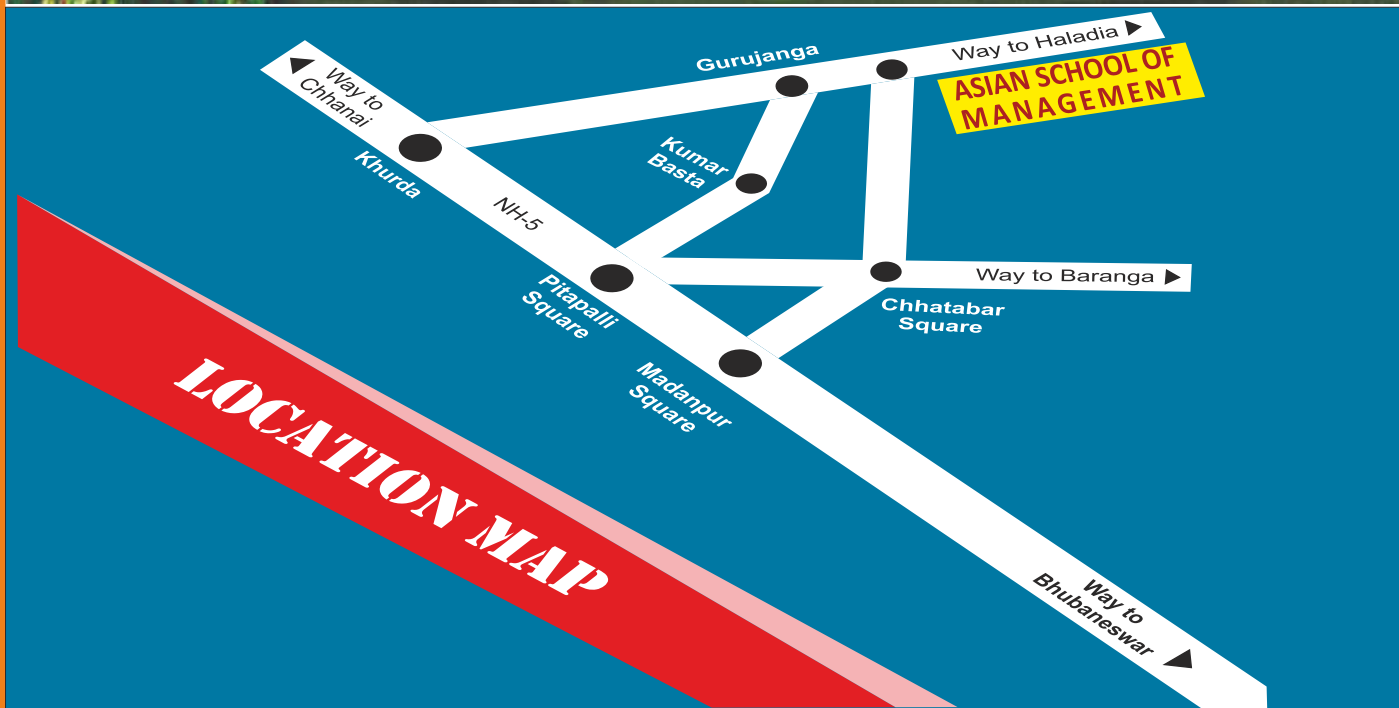 Way to
Chhanai
Khurda
NH-5
Gurujanga
Way to Haladia
ASIAN SCHOOL OF
MANAGEMENT
Kumar
Basta
Pitapalli
Square
Way to Baranga
Chhatabar
Square
Madanpur
Square
LOCATION MAP
Way to
Bhubaneswar